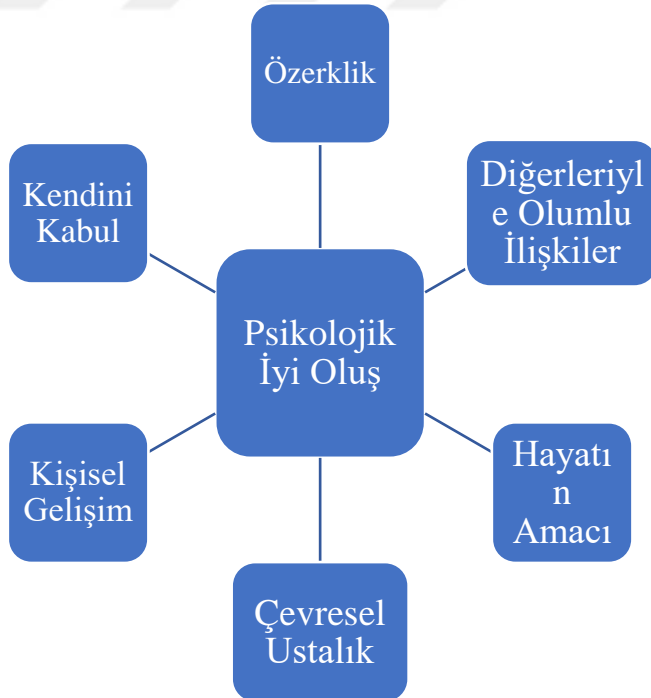 Özerklik
Diğerleriyl
e Olumlu
İlişkiler
Kendini
Kabul
Psikolojik
İyi Oluş
Hayatı
n
Amacı
Kişisel
Gelişim
Çevresel
Ustalık